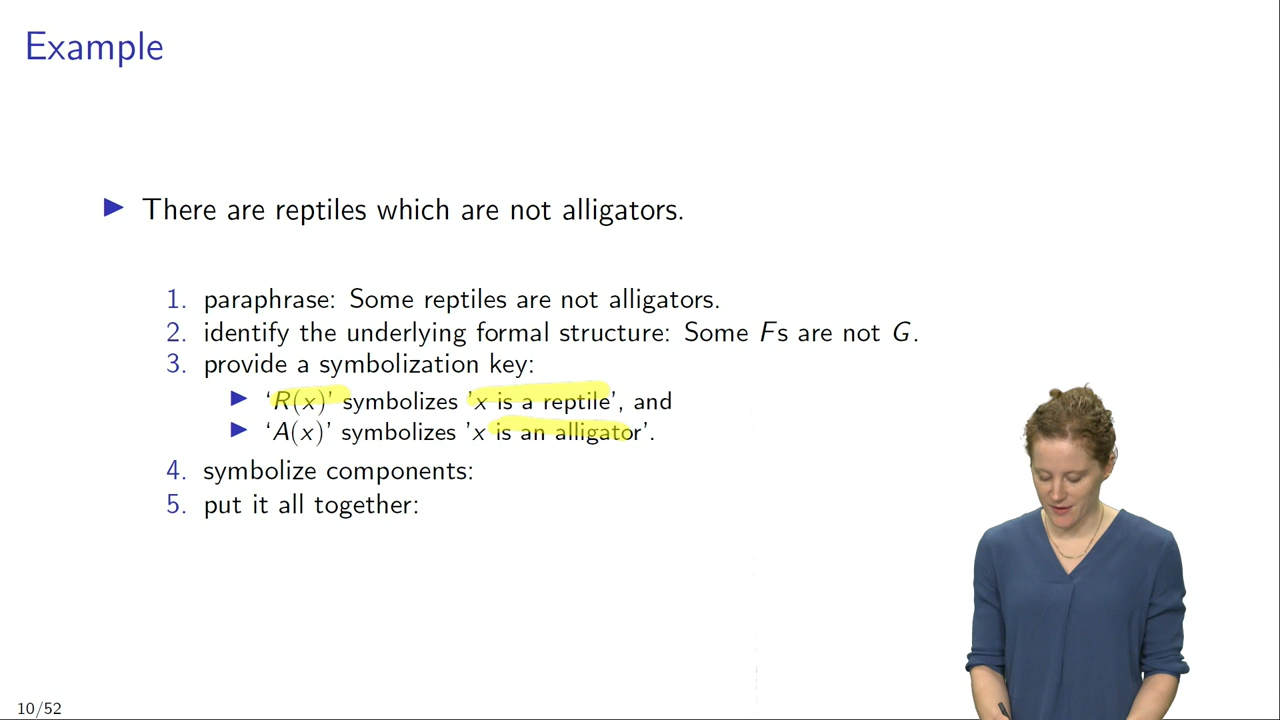 Example
▶ There are reptiles which are not alligators.
1. paraphrase: Some reptiles are not alligators.
2. identify the underlying formal structure: Some Fs are not G.
3. provide a symbolization key:
▶ ‘R(x)’ symbolizes ’x is a reptile’, and
▶ ‘A(x)’ symbolizes ’x is an alligator’.
4. symbolize components:
5. put it all together:
10/52